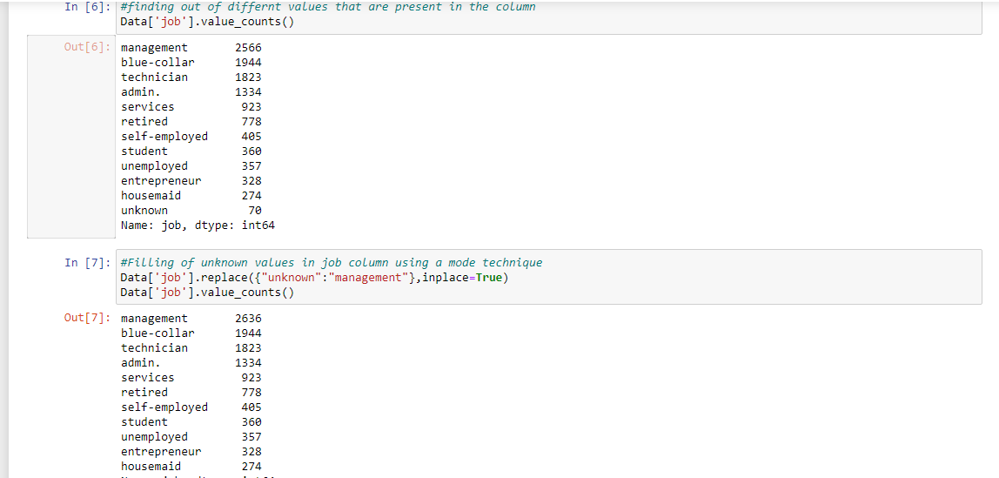 In [6]: #finding out of differnt values that are present in the column
Data['job'].value_counts()
Out[6]: management 2566
blue-collar 1944
technician 1823
admin. 1334
services 923
retired 778
self-employed 405
student 360
unemployed 357
entrepreneur 328
housemaid 274
unknown 70
Name: job, dtype: int64
In [7]: #Filling of unknown values in job column using a mode technique
Data['job'].replace({"unknown":"management"},inplace=True)
Data['job'].value_counts()
Out[7]: management 2636
blue-collar 1944
technician 1823
admin. 1334
services 923
retired 778
self-employed 405
student 360
unemployed 357
entrepreneur 328
housemaid 274